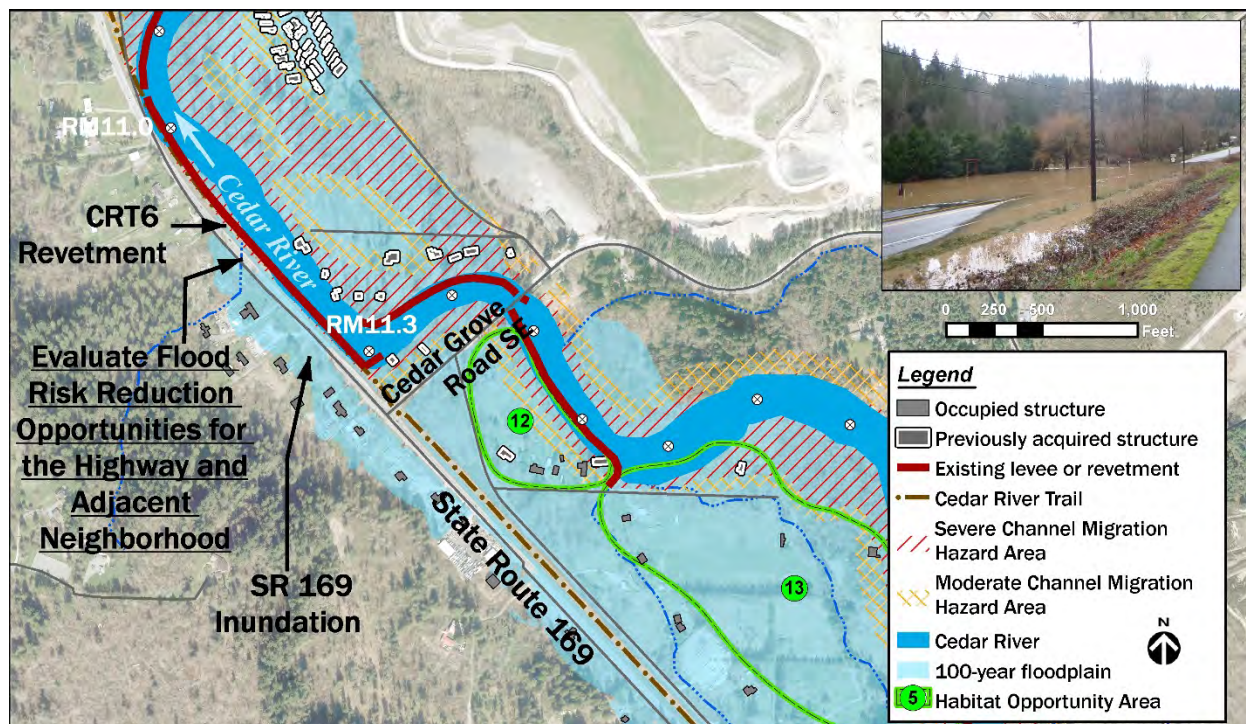 RM11.0
Cedar River
CRT6
Revetment
RM11.3
Cedar Grove
Road SE
Evaluate Flood
Risk Reduction
Opportunities for
the Highway and
Adjacent
Neighborhood
SR 169
Inundation
State Route 169
12
13
0 250 500 1,000
Feet
Legend
Occupied structure
Previously acquired structure
Existing levee or revetment
Cedar River Trail
Severe Channel Migration
Hazard Area
Moderate Channel Migration
Hazard Area
N
Cedar River
100-year floodplain
5 Habitat Opportunity Area